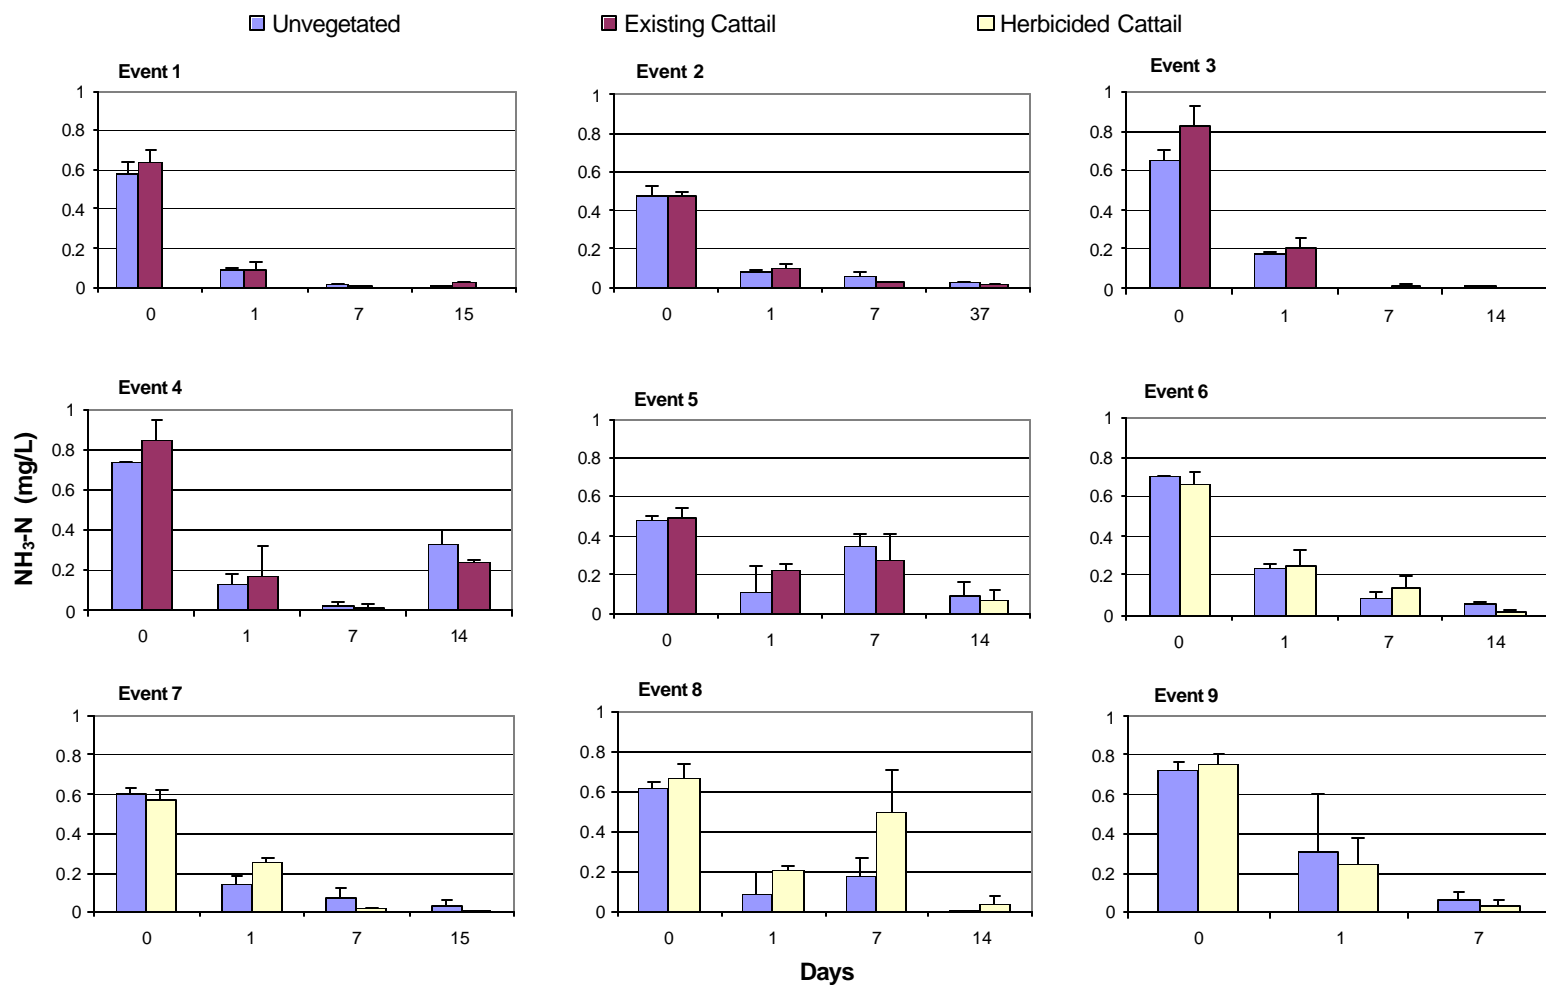 Unvegetated Existing Cattail Herbicided Cattail
Event 1
1
0.8
0.6
0.4
0.2
0
0 1 7 15
Event 2
1
0.8
0.6
0.4
0.2
0
0 1 7 37
Event 3
1
0.8
0.6
0.4
0.2
0
0 1 7 14
NH₃-N (mg/L)
Event 4
1
0.8
0.6
0.4
0.2
0
0 1 7 14
Event 5
1
0.8
0.6
0.4
0.2
0
0 1 7 14
Event 6
1
0.8
0.6
0.4
0.2
0
0 1 7 14
Event 7
1
0.8
0.6
0.4
0.2
0
0 1 7 15
Event 8
1
0.8
0.6
0.4
0.2
0
0 1 7 14
Event 9
1
0.8
0.6
0.4
0.2
0
0 1 7
Days